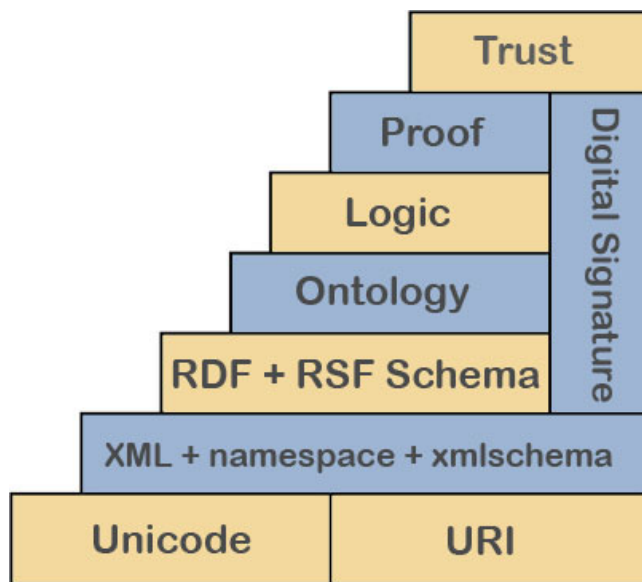 Trust
Proof
Digital Signature
Logic
Ontology
RDF + RSF Schema
XML + namespace + xmlschema
Unicode
URI